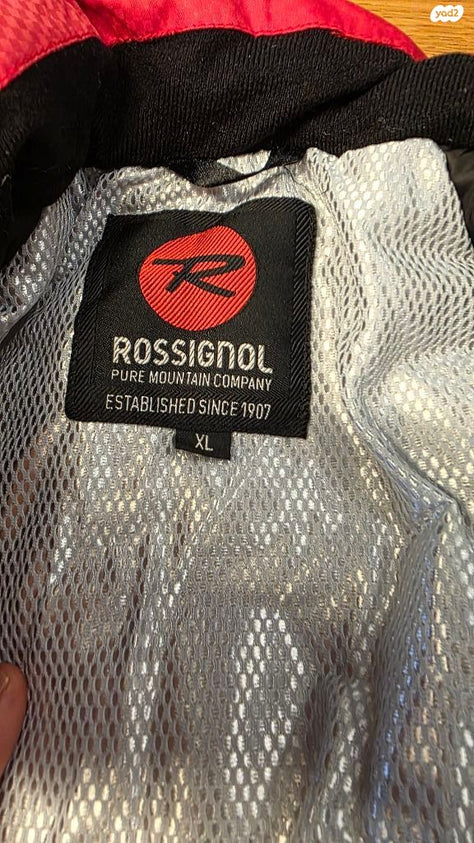 yad2
R
ROSSIGNOL
PURE MOUNTAIN COMPANY
ESTABLISHED SINCE 1907
XL